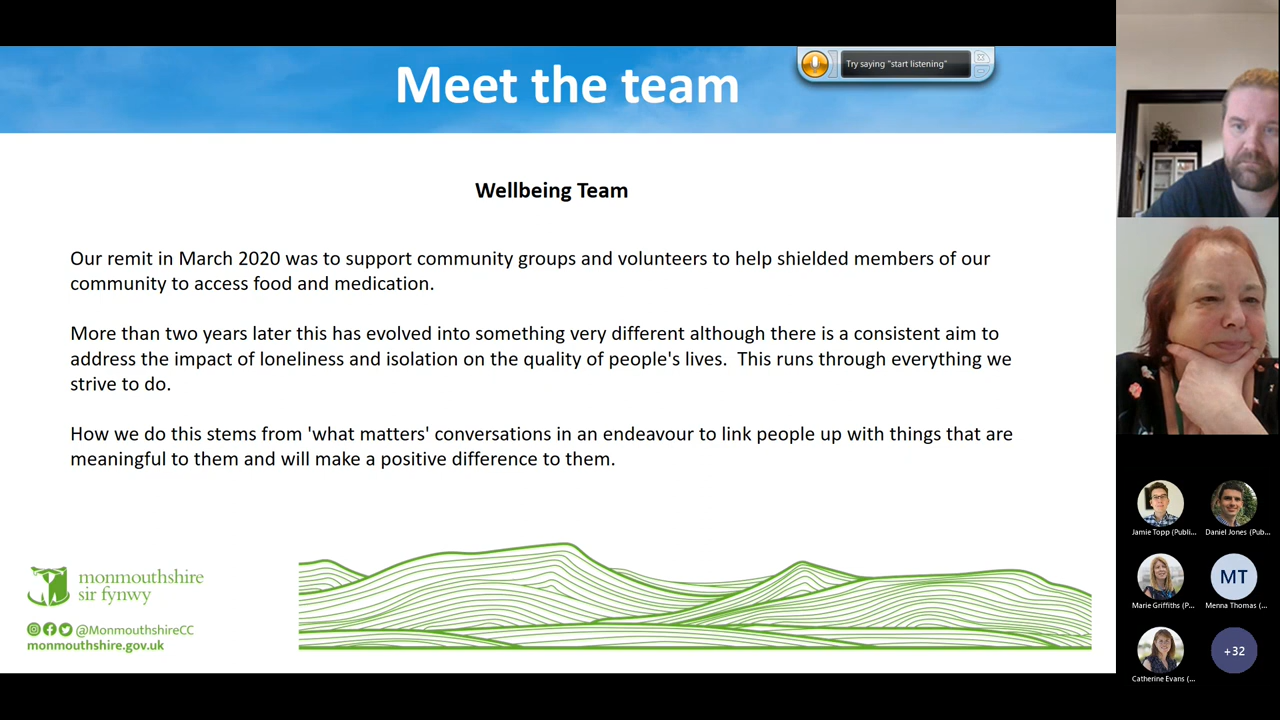 Meet the team
Try saying "start listening"
Wellbeing Team
Our remit in March 2020 was to support community groups and volunteers to help shielded members of our
community to access food and medication.
More than two years later this has evolved into something very different although there is a consistent aim to
address the impact of loneliness and isolation on the quality of people's lives.  This runs through everything we
strive to do.
How we do this stems from 'what matters' conversations in an endeavour to link people up with things that are
meaningful to them and will make a positive difference to them.
monmouthshire
sir fynwy
@MonmouthshireCC
monmouthshire.gov.uk
Jamie Topp (Publi...
Daniel Jones (Pub...
Marie Griffiths (P...
MT
Menna Thomas (...
Catherine Evans (...
+32